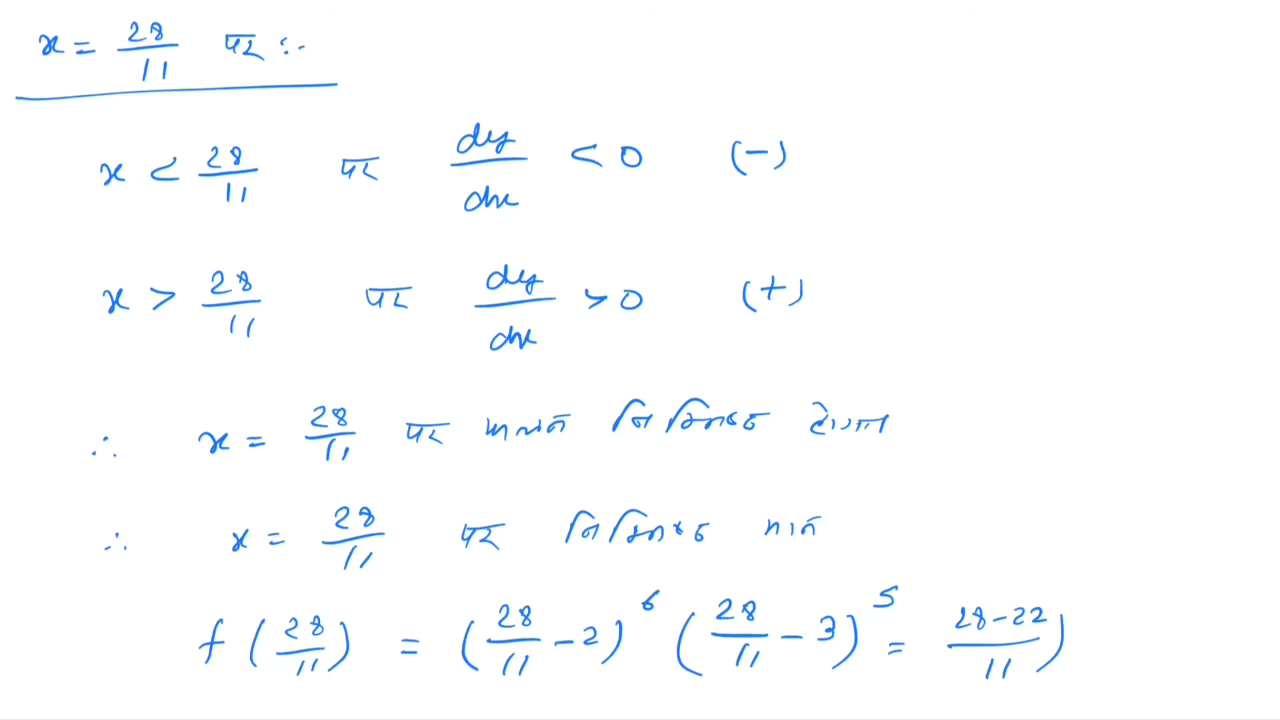 x = 28/11 पर :-
x < 28/11 पर dy/dx < 0 (-)
x > 28/11 पर dy/dx > 0 (+)
∴ x = 28/11 पर फलन निम्निष्ठ होगा
∴ x = 28/11 पर निम्निष्ठ मान
f(28/11) = (28/11 - 2)^6 (28/11 - 3)^5 = 28-22/11)